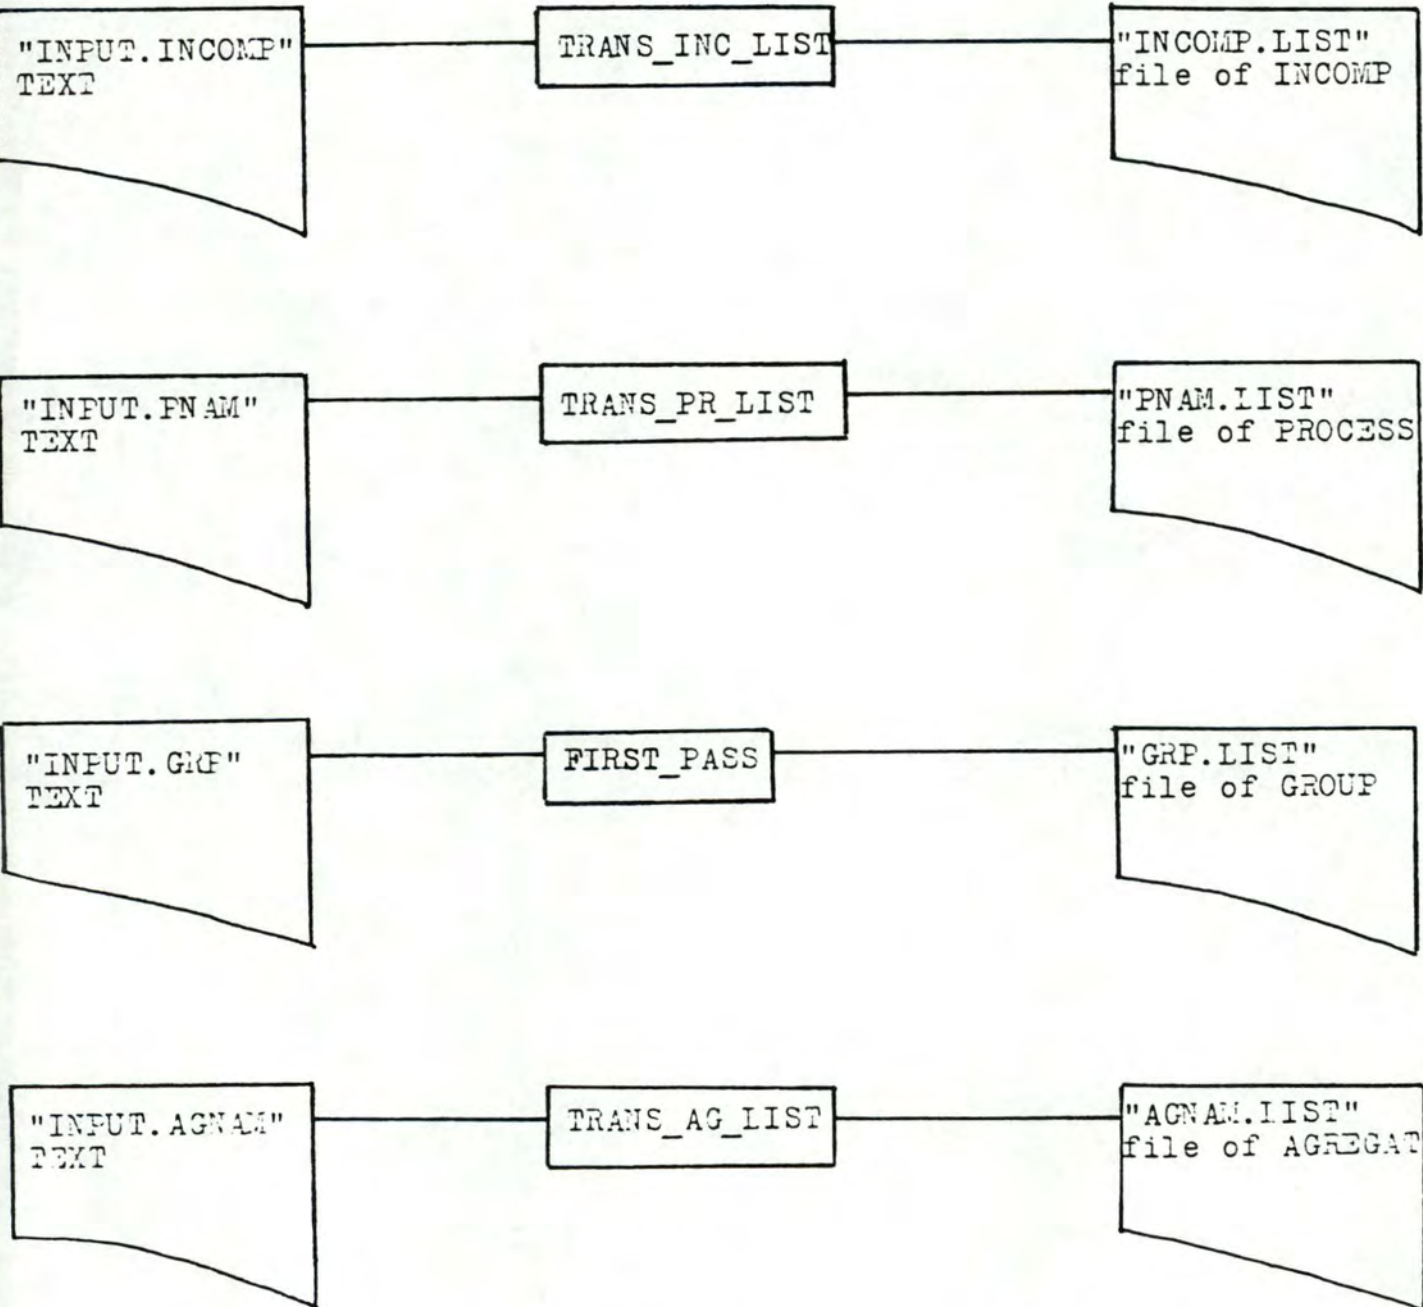 "INPUT.INCOMP"
TEXT
TRANS_INC_LIST
"INCOMP.LIST"
file of INCOMP
"INPUT.PNAM"
TEXT
TRANS_PR_LIST
"PNAM.LIST"
file of PROCESS
"INPUT.GRP"
TEXT
FIRST_PASS
"GRP.LIST"
file of GROUP
"INPUT.AGNAM"
TEXT
TRANS_AG_LIST
"AGNAM.LIST"
file of AGREGAT